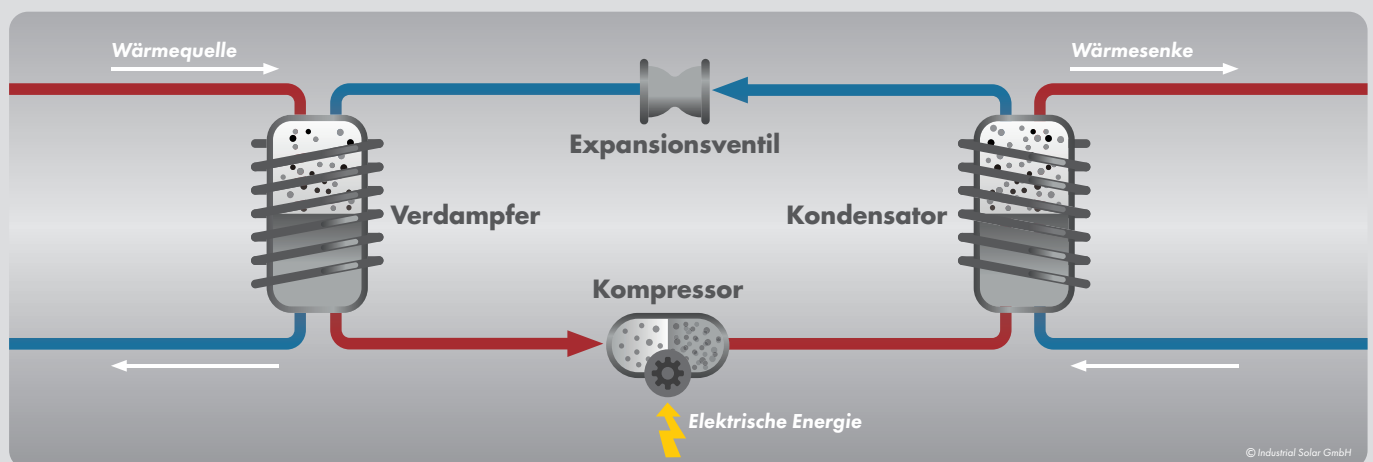 Wärmequelle
Wärmesenke
Expansionsventil
Verdampfer
Kondensator
Kompressor
Elektrische Energie
© Industrial Solar GmbH